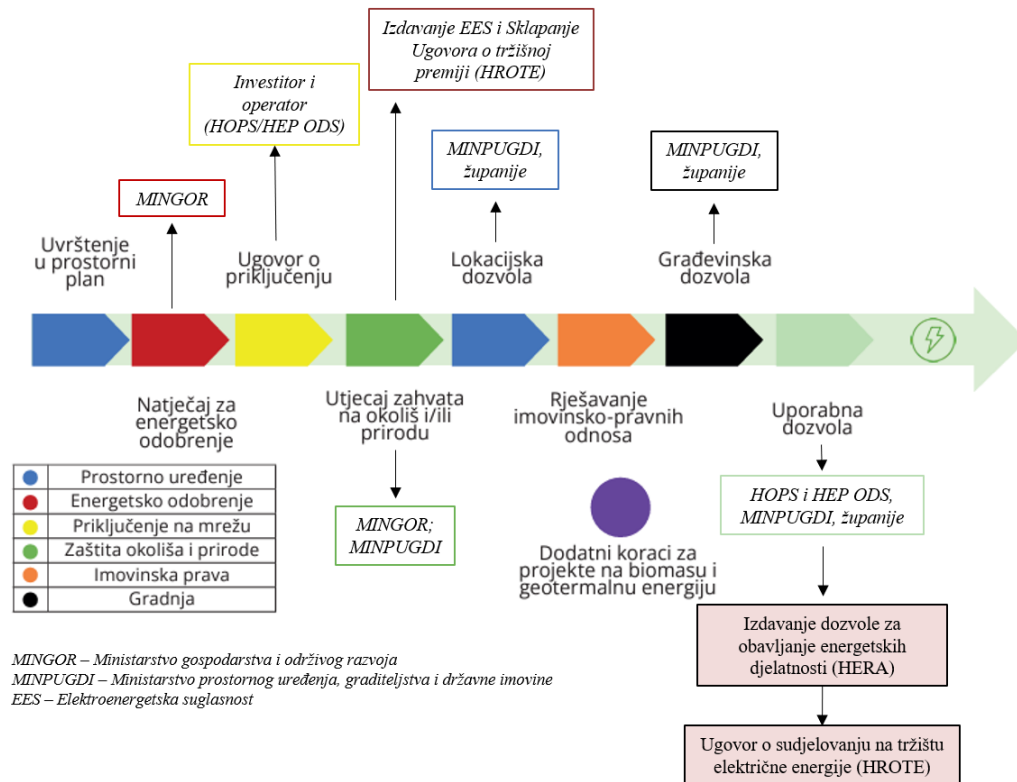 Izdavanje EES i Sklapanje
Ugovora o tržišnoj
premiji (HROTE)
Investitor i
operator
(HOPS/HEP ODS)
MINPUGDI,
županije
MINPUGDI,
županije
MINGOR
Uvrštenje
u prostorni
plan
Ugovor o
priključenju
Lokacijska
dozvola
Građevinska
dozvola
Natječaj za
energetsko
odobrenje
Utjecaj zahvata
na okoliš i/ili
prirodu
Rješavanje
imovinsko-pravnih
odnosa
Uporabna
dozvola
Prostorno uređenje
Energetsko odobrenje
Priključenje na mrežu
Zaštita okoliša i prirode
Imovinska prava
Gradnja
MINGOR;
MINPUGDI
Dodatni koraci za
projekte na biomasu i
geotermalnu energiju
HOPS i HEP ODS,
MINPUGDI, županije
Izdavanje dozvole za
obavljanje energetskih
djelatnosti (HERA)
Ugovor o sudjelovanju na tržištu
električne energije (HROTE)
MINGOR – Ministarstvo gospodarstva i održivog razvoja
MINPUGDI – Ministarstvo prostornog uređenja, graditeljstva i državne imovine
EES – Elektroenergetska suglasnost